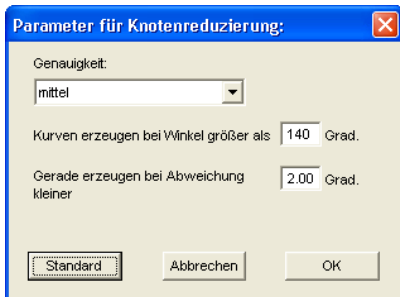 Parameter für Knotenreduzierung:
Genauigkeit:
mittel
Kurven erzeugen bei Winkel größer als 140 Grad.
Gerade erzeugen bei Abweichung
kleiner
2.00 Grad.
Standard Abbrechen OK